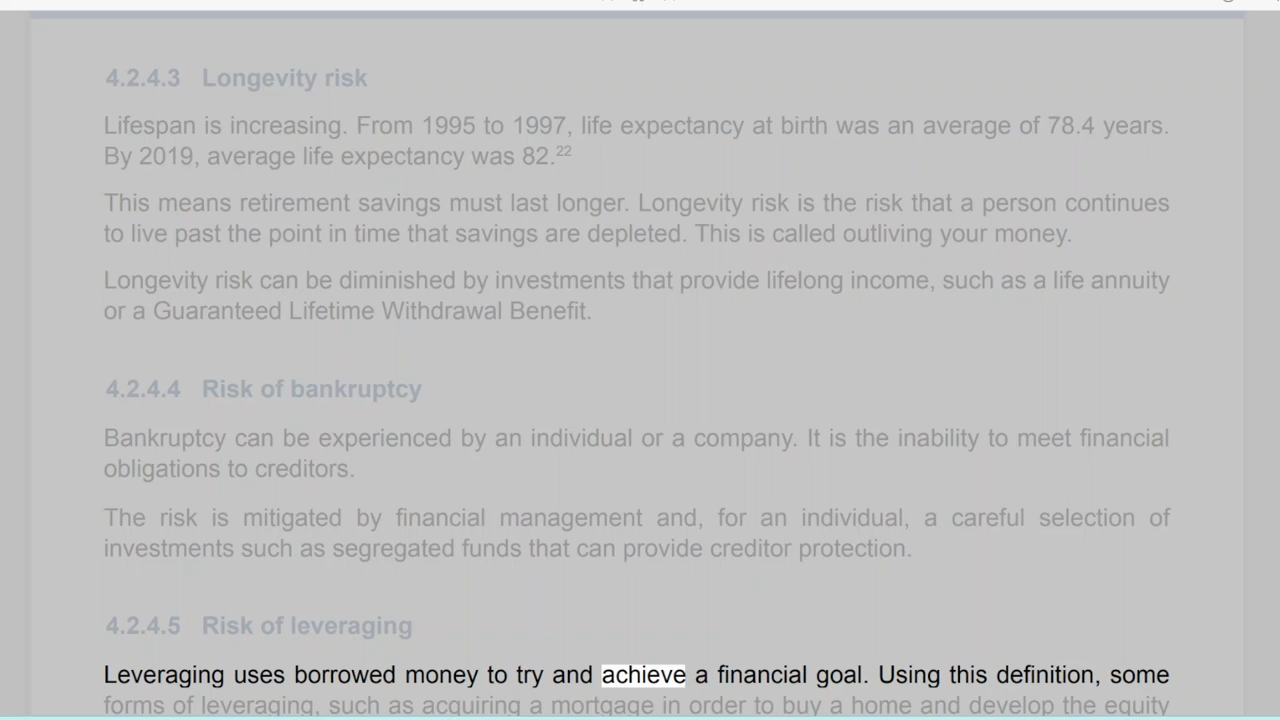 4.2.4.3 Longevity risk
Lifespan is increasing. From 1995 to 1997, life expectancy at birth was an average of 78.4 years.
By 2019, average life expectancy was 82.22
This means retirement savings must last longer. Longevity risk is the risk that a person continues
to live past the point in time that savings are depleted. This is called outliving your money.
Longevity risk can be diminished by investments that provide lifelong income, such as a life annuity
or a Guaranteed Lifetime Withdrawal Benefit.
4.2.4.4 Risk of bankruptcy
Bankruptcy can be experienced by an individual or a company. It is the inability to meet financial
obligations to creditors.
The risk is mitigated by financial management and, for an individual, a careful selection of
investments such as segregated funds that can provide creditor protection.
4.2.4.5 Risk of leveraging
Leveraging uses borrowed money to try and achieve a financial goal. Using this definition, some
forms of leveraging, such as acquiring a mortgage in order to buy a home and develop the equity